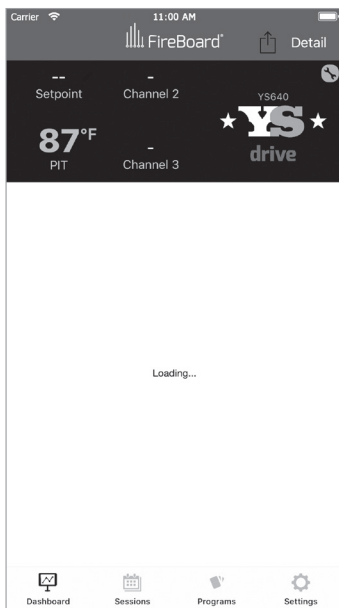 Carrier 11:00 AM
FireBoard®
Detail
-- -
Setpoint Channel 2
YS640
YS
drive
87°F -
PIT Channel 3
Loading...
Dashboard Sessions Programs Settings